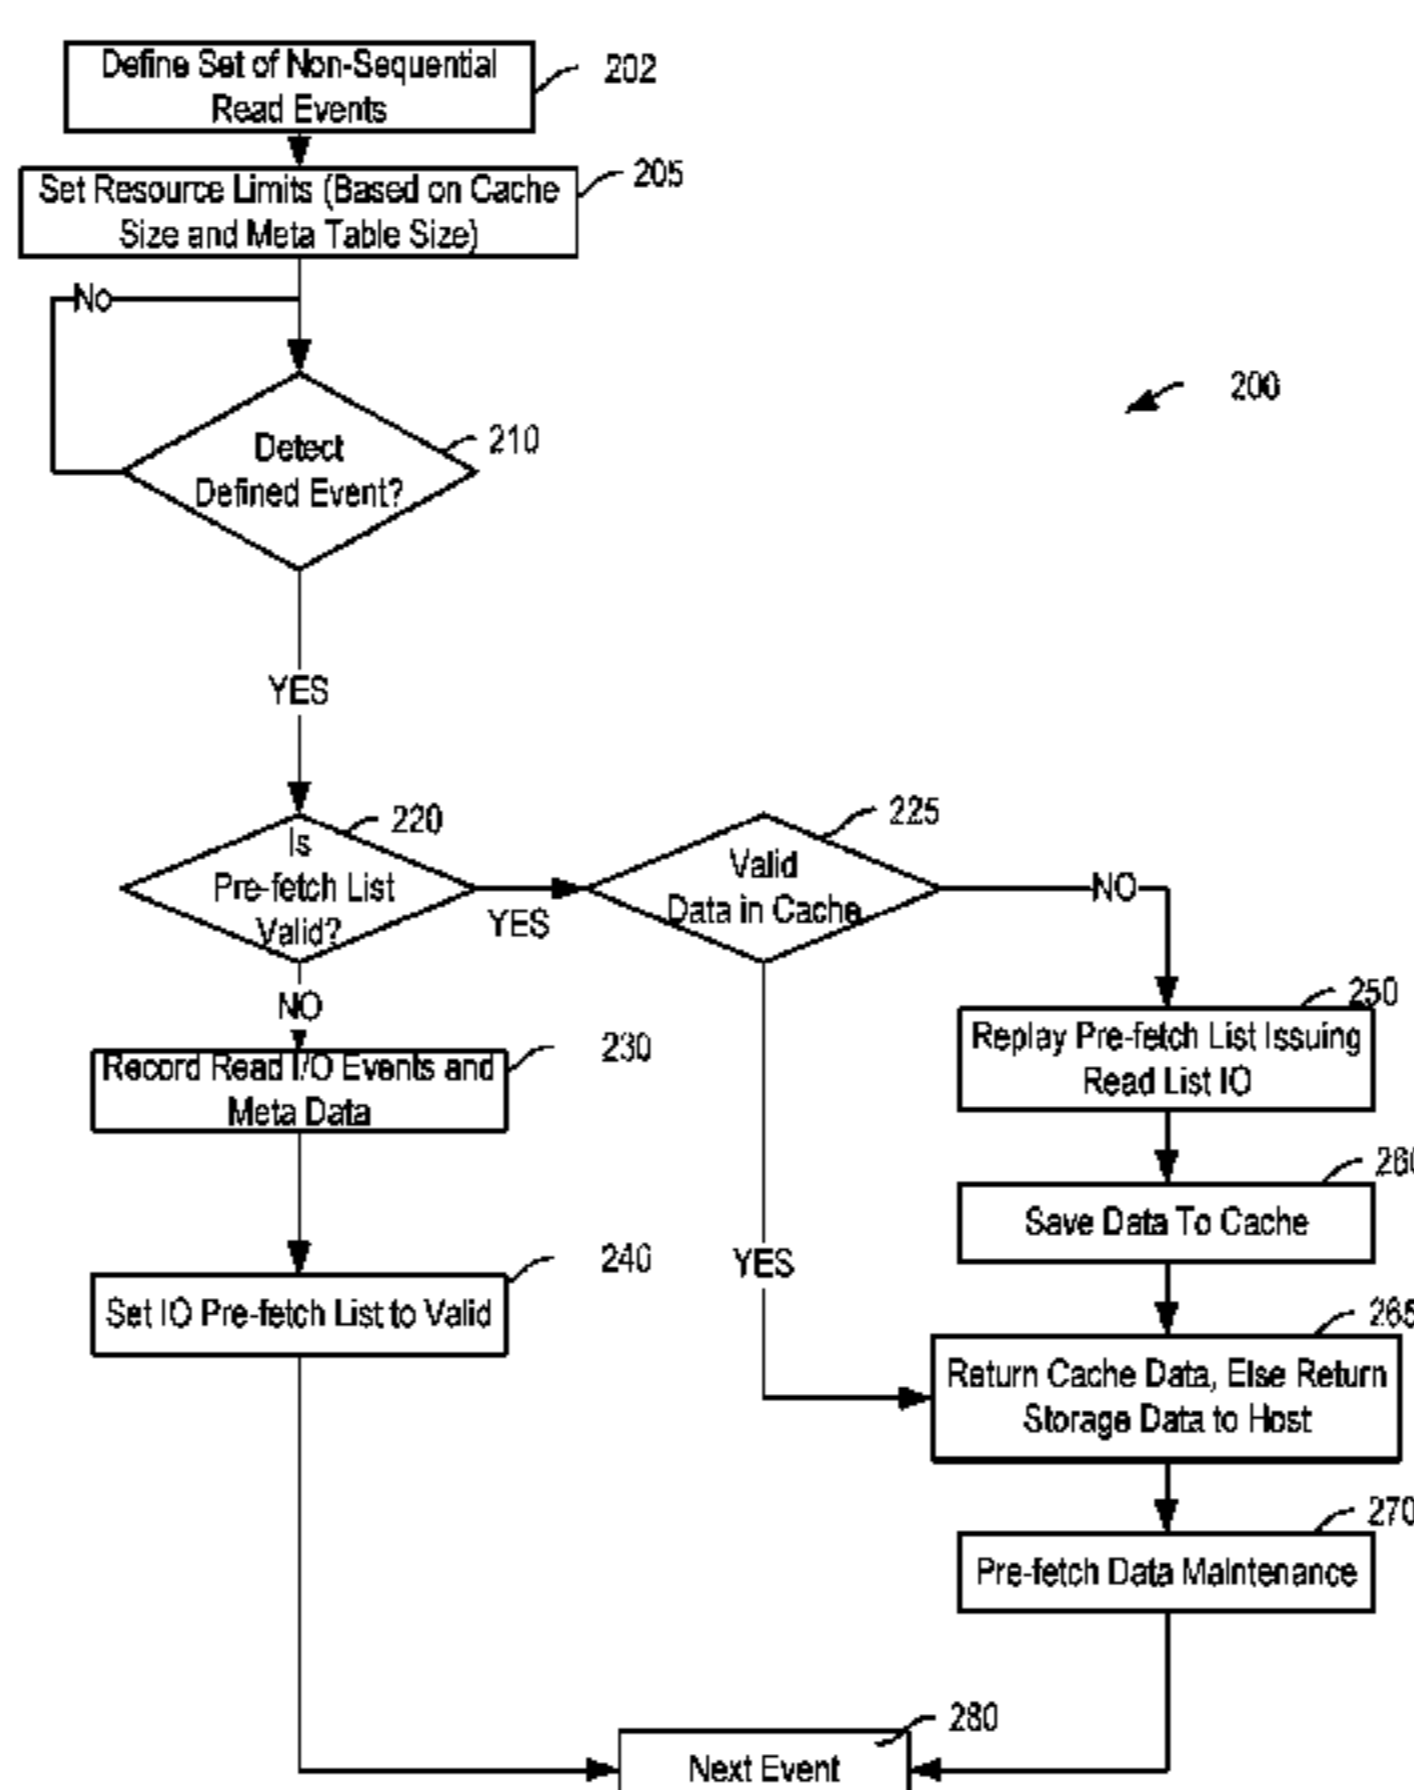 Define Set of Non-Sequential
Read Events
202
Set Resource Limits (Based on Cache
Size and Meta Table Size)
205
No
200
Detect
Defined Event?
210
YES
Is
Pre-fetch List
Valid?
220
YES
Valid
Data in Cache
225
NO
NO
Replay Pre-fetch List Issuing
Read List IO
250
Record Read I/O Events and
Meta Data
230
Save Data To Cache
260
YES
Set IO Pre-fetch List to Valid
240
Return Cache Data, Else Return
Storage Data to Host
265
Pre-fetch Data Maintenance
270
Next Event
280